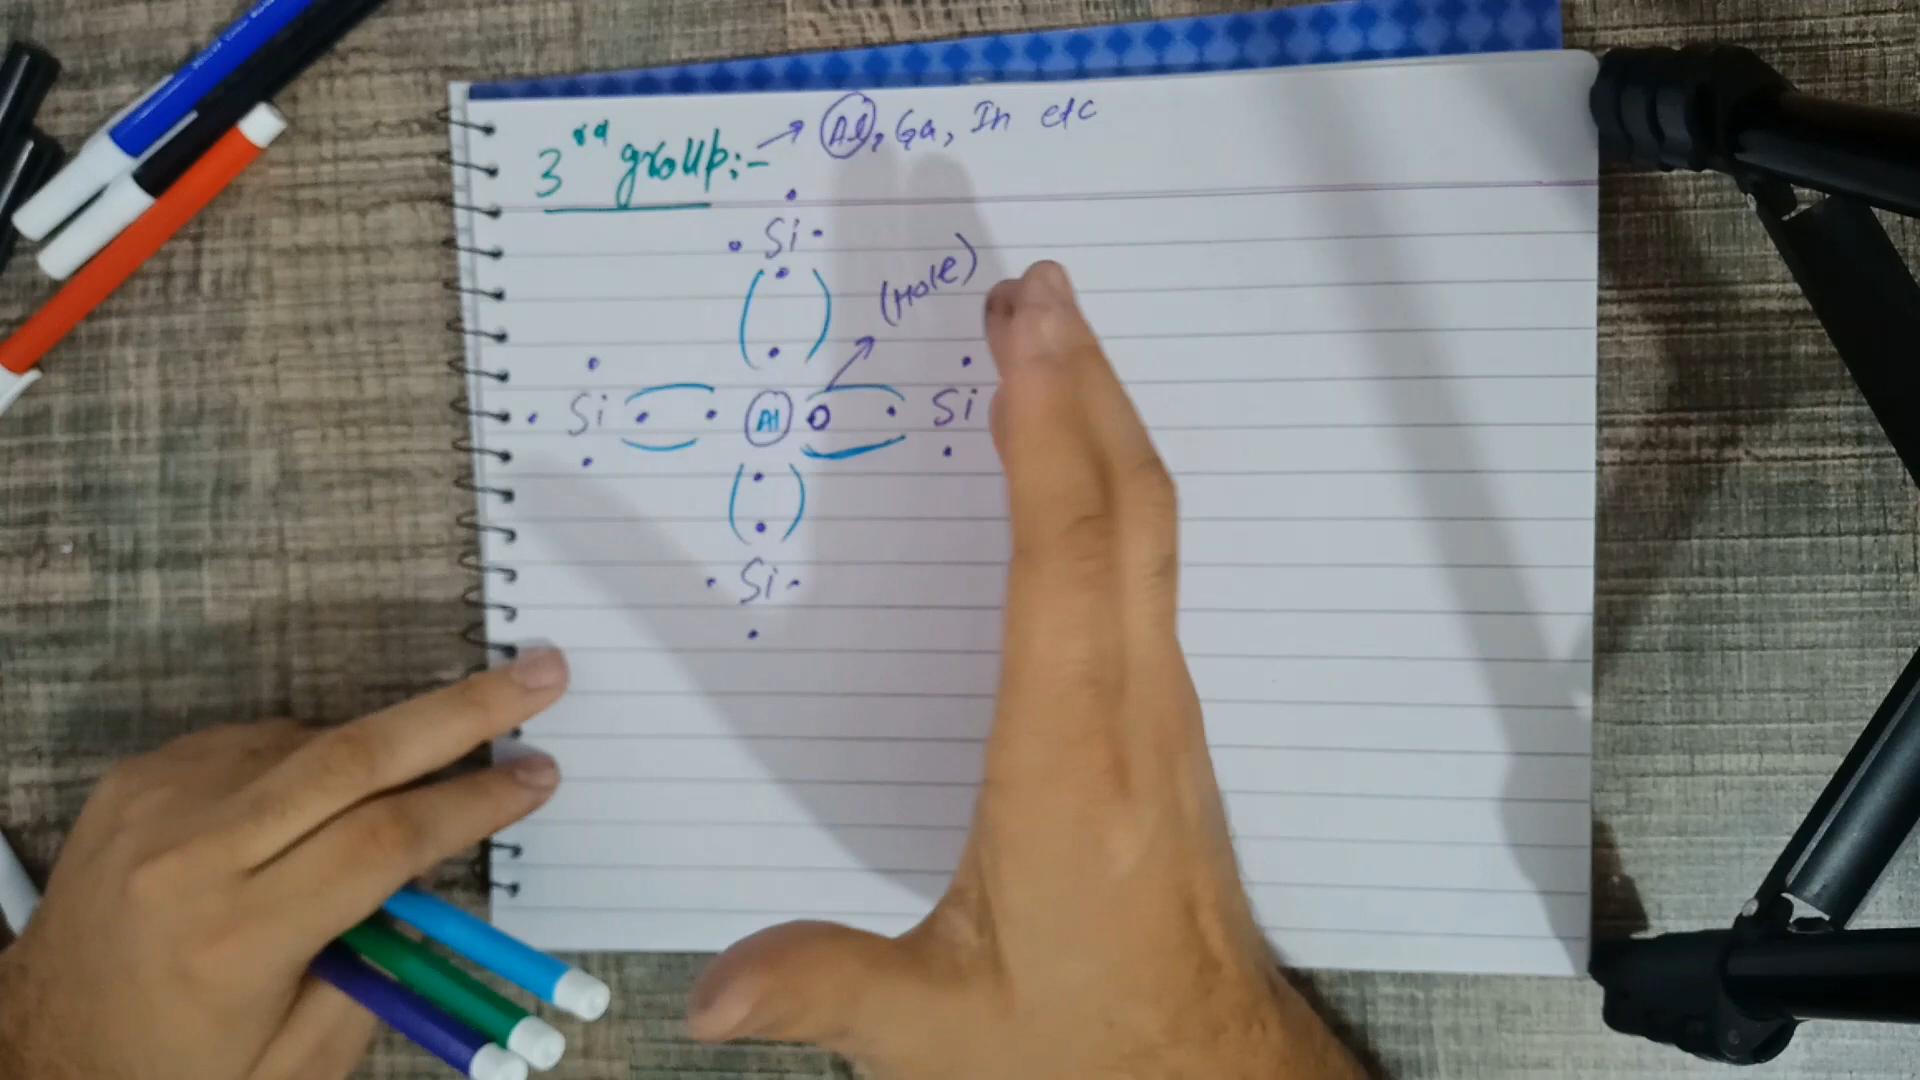 3rd group:- → Al, Ga, In etc
Si
(Hole)
Si Al Si
Si